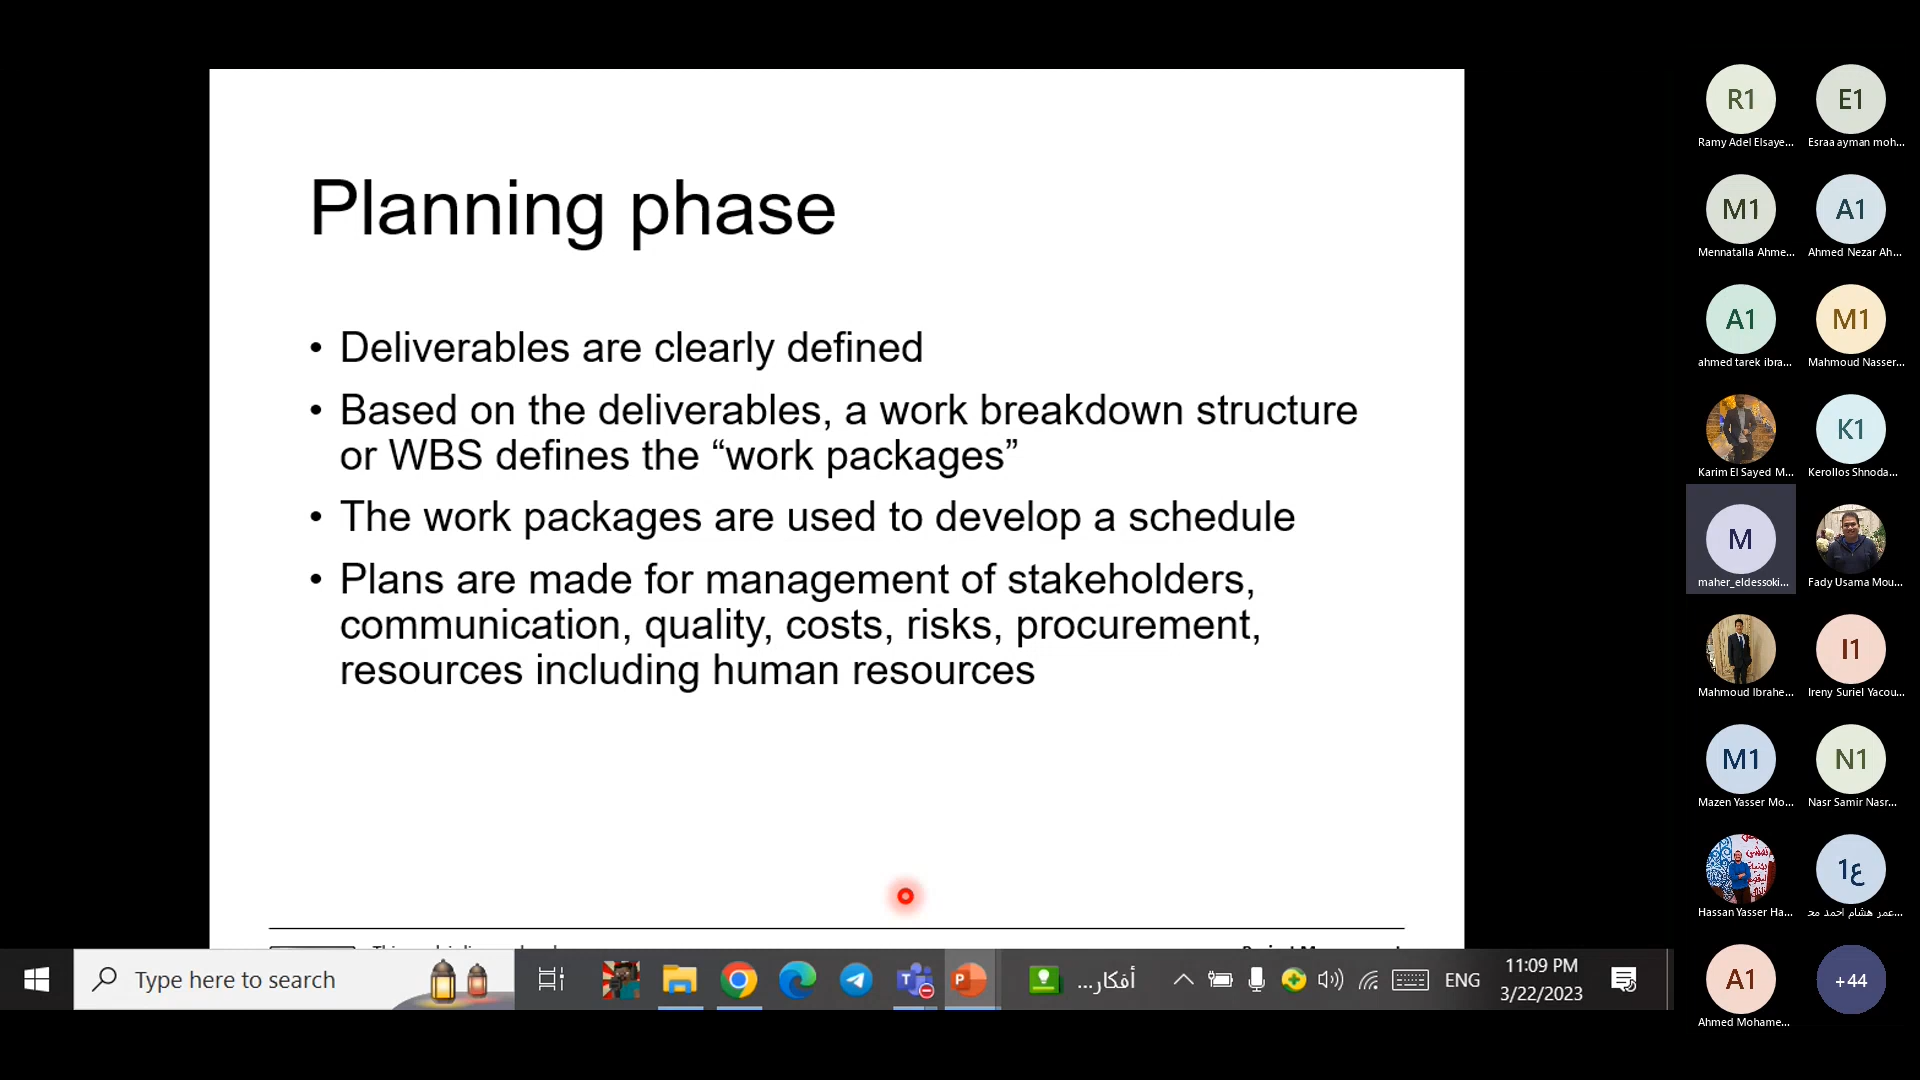 Planning phase
• Deliverables are clearly defined
• Based on the deliverables, a work breakdown structure
or WBS defines the “work packages”
• The work packages are used to develop a schedule
• Plans are made for management of stakeholders,
communication, quality, costs, risks, procurement,
resources including human resources
Type here to search
أفكار...
ENG
11:09 PM
3/22/2023
R1
E1
Ramy Adel Elsaye...
Esraa ayman moh...
M1
A1
Mennatalla Ahme...
Ahmed Nezar Ah...
A1
M1
ahmed tarek ibra...
Mahmoud Nasser...
K1
Karim El Sayed M...
Kerollos Shnoda...
M
maher_eldessoki...
Fady Usama Mou...
I1
Mahmoud Ibrahe...
Ireny Suriel Yacou...
M1
N1
Mazen Yasser Mo...
Nasr Samir Nasr...
ع1
Hassan Yasser Ha...
عمر هشام احمد مح...
A1
+44
Ahmed Mohame...